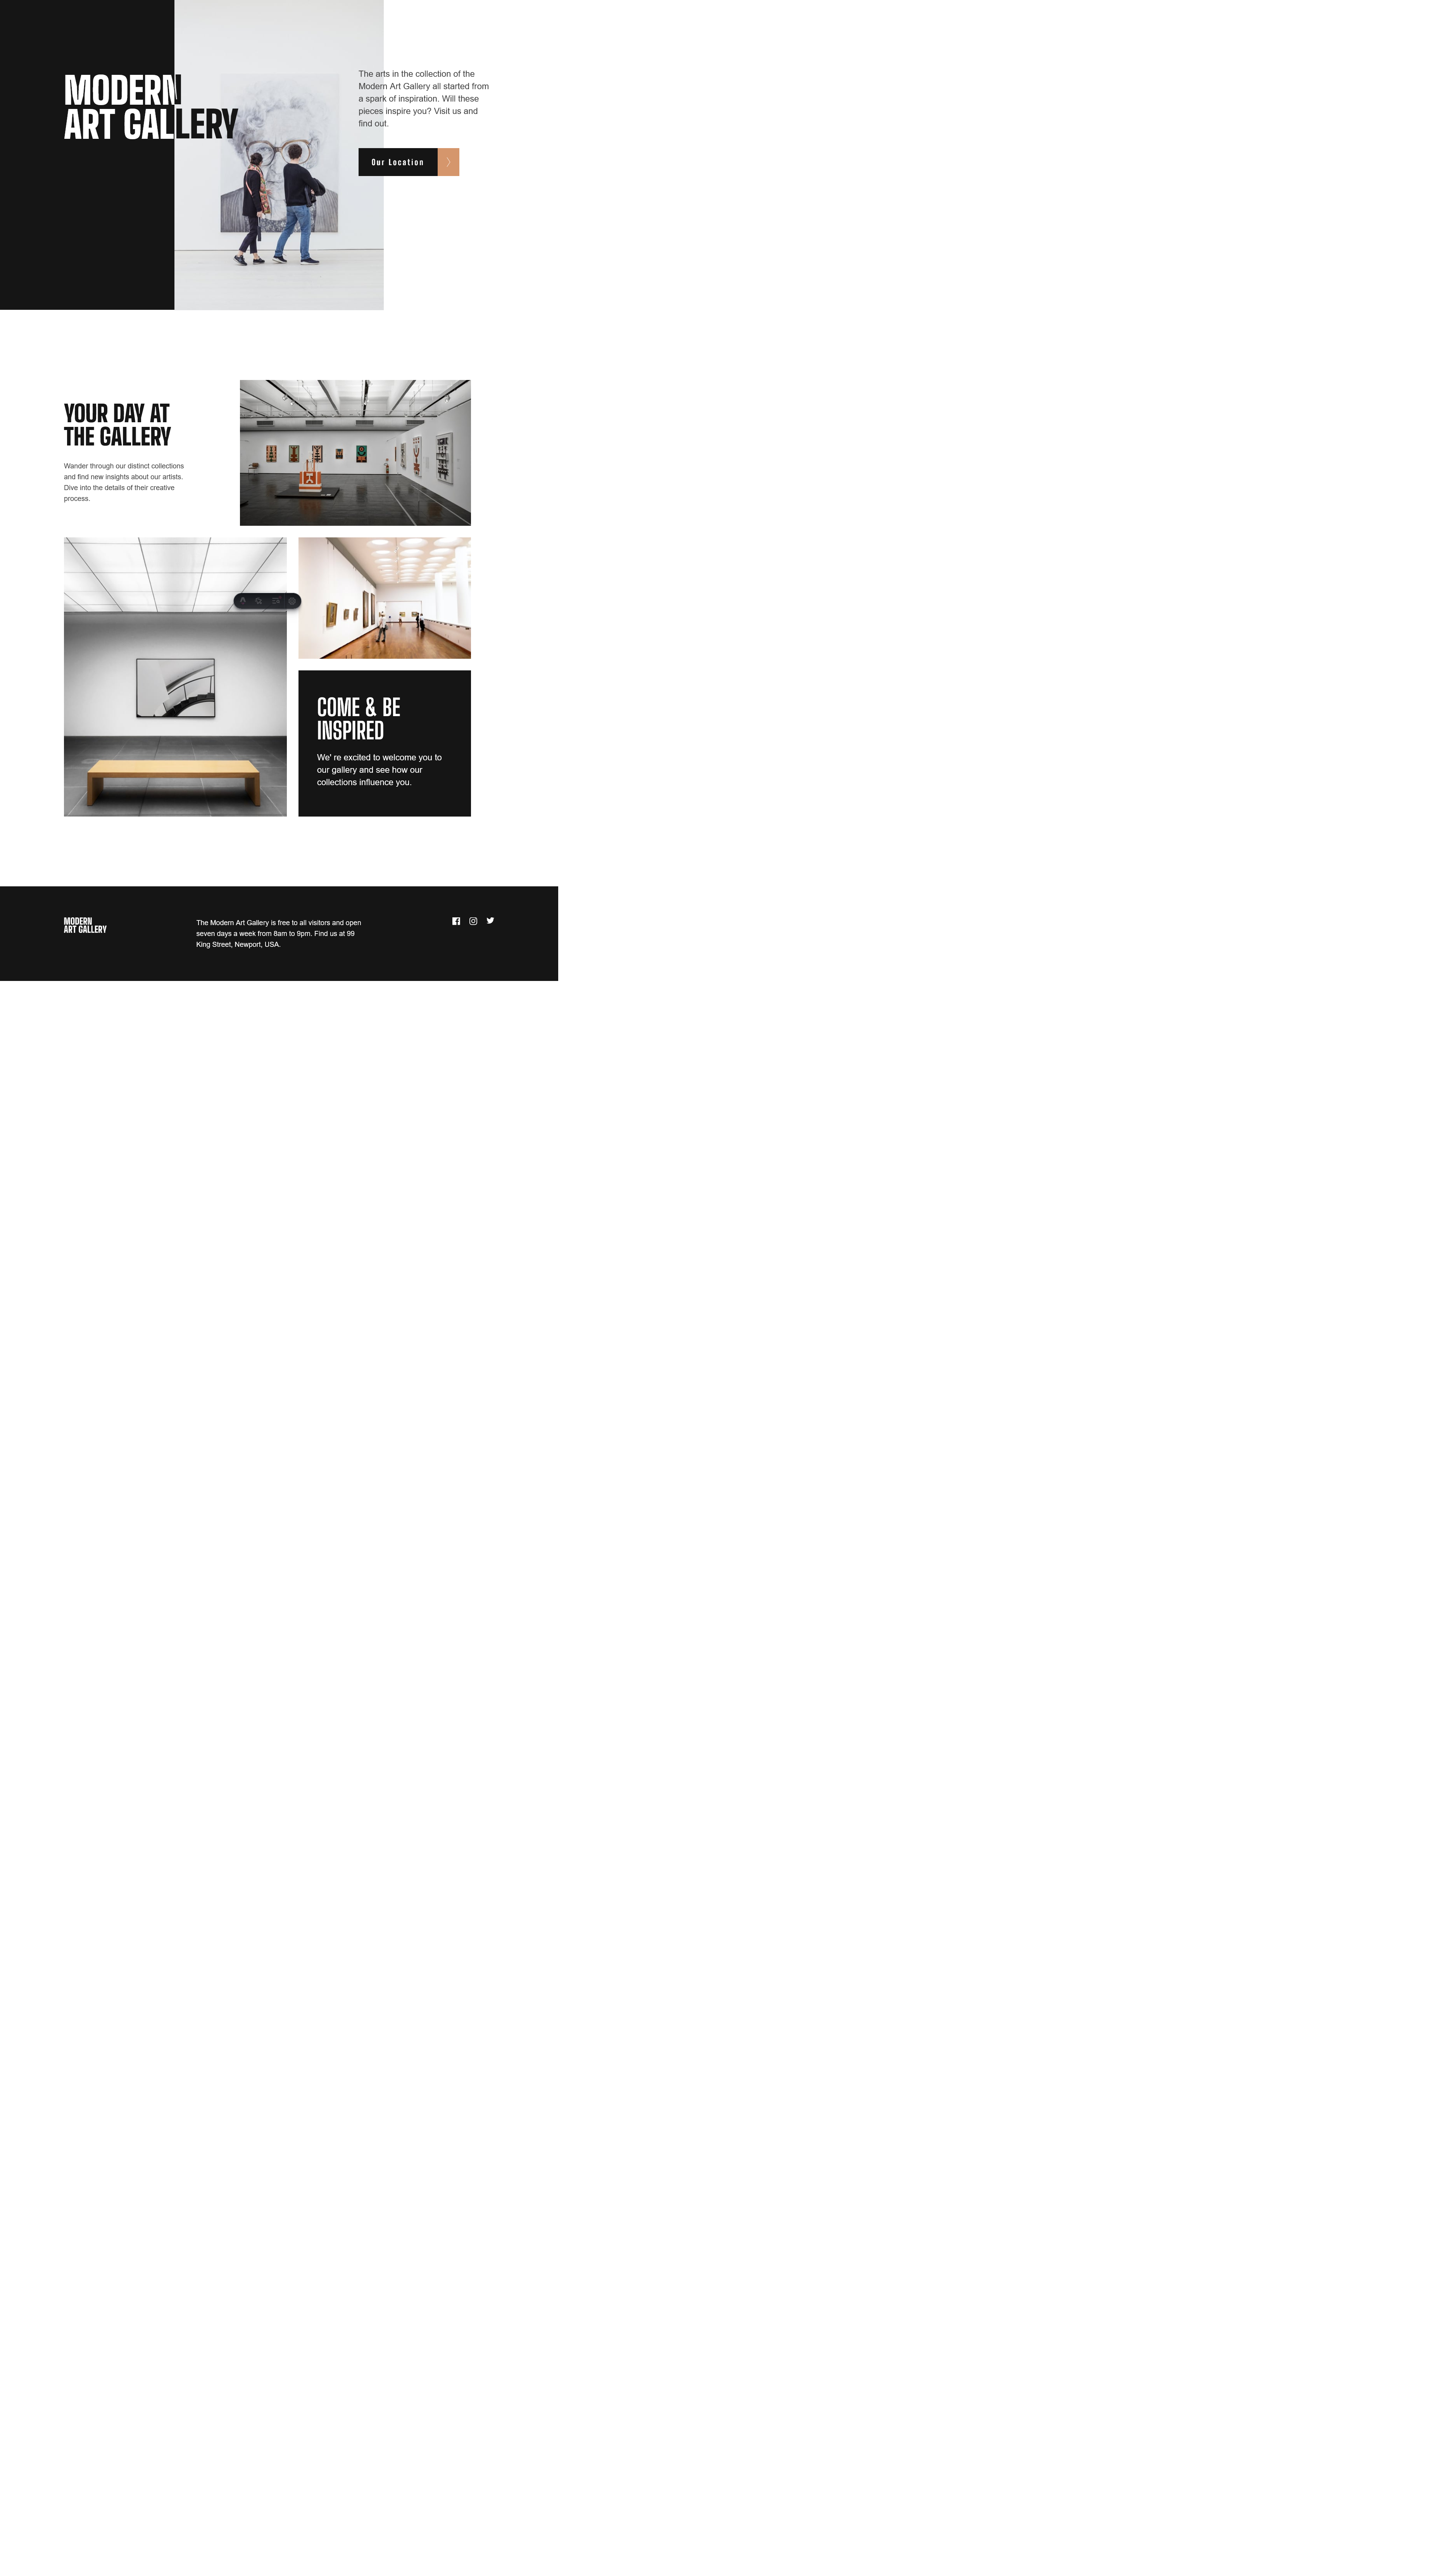 MODERN
ART GALLERY
The arts in the collection of the
Modern Art Gallery all started from
a spark of inspiration. Will these
pieces inspire you? Visit us and
find out.
Our Location
YOUR DAY AT
THE GALLERY
Wander through our distinct collections
and find new insights about our artists.
Dive into the details of their creative
process.
COME & BE
INSPIRED
We' re excited to welcome you to
our gallery and see how our
collections influence you.
MODERN
ART GALLERY
The Modern Art Gallery is free to all visitors and open
seven days a week from 8am to 9pm. Find us at 99
King Street, Newport, USA.